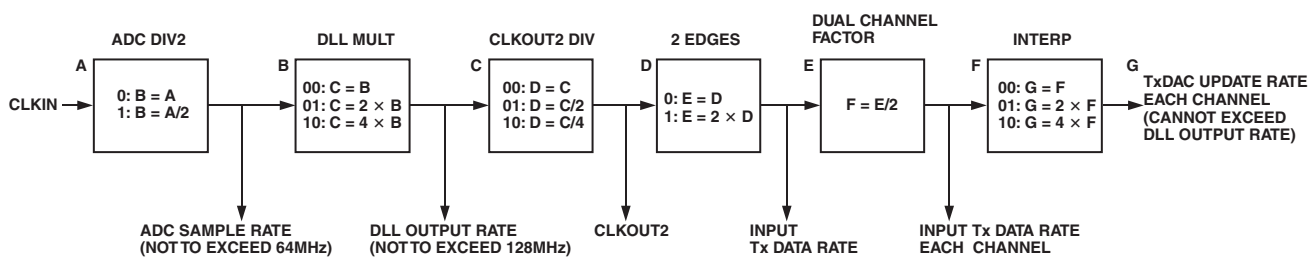 ADC DIV2
DLL MULT
CLKOUT2 DIV
2 EDGES
DUAL CHANNEL
FACTOR
INTERP
A
B
C
D
E
F
G
CLKIN
0: B = A
1: B = A/2
00: C = B
01: C = 2 × B
10: C = 4 × B
00: D = C
01: D = C/2
10: D = C/4
0: E = D
1: E = 2 × D
F = E/2
00: G = F
01: G = 2 × F
10: G = 4 × F
TxDAC UPDATE RATE
EACH CHANNEL
(CANNOT EXCEED
DLL OUTPUT RATE)
ADC SAMPLE RATE
(NOT TO EXCEED 64MHz)
DLL OUTPUT RATE
(NOT TO EXCEED 128MHz)
CLKOUT2
INPUT
Tx DATA RATE
INPUT Tx DATA RATE
EACH CHANNEL